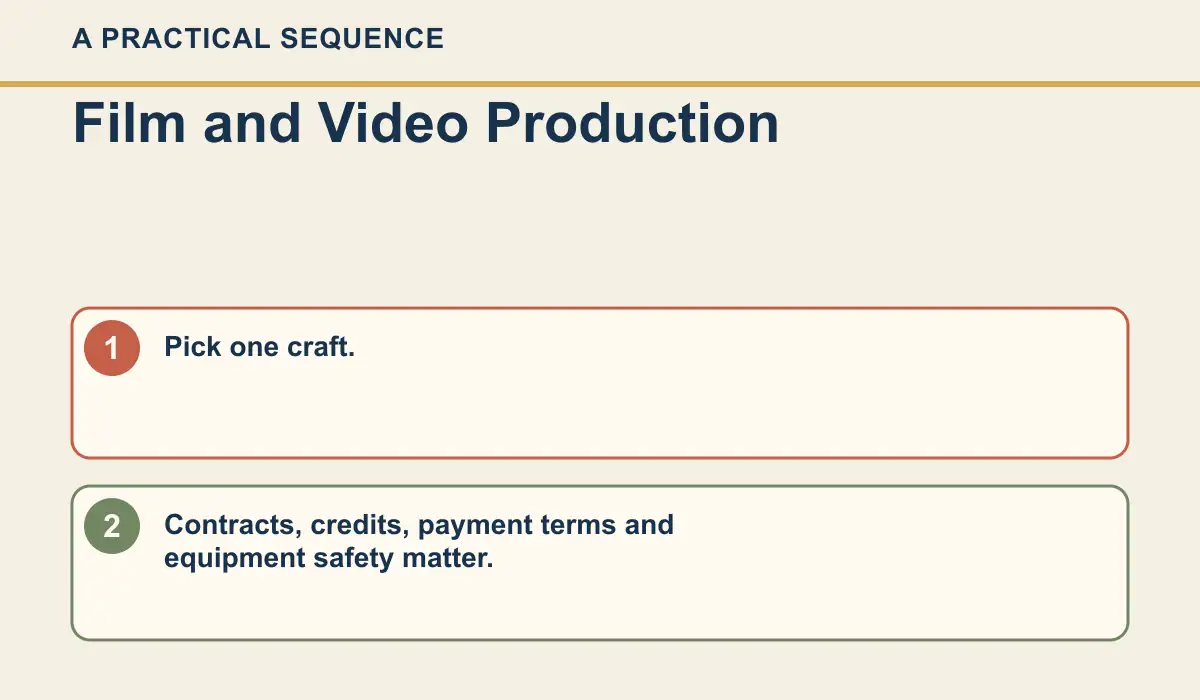 A PRACTICAL SEQUENCE
Film and Video Production
1
Pick one craft.
2
Contracts, credits, payment terms and
equipment safety matter.